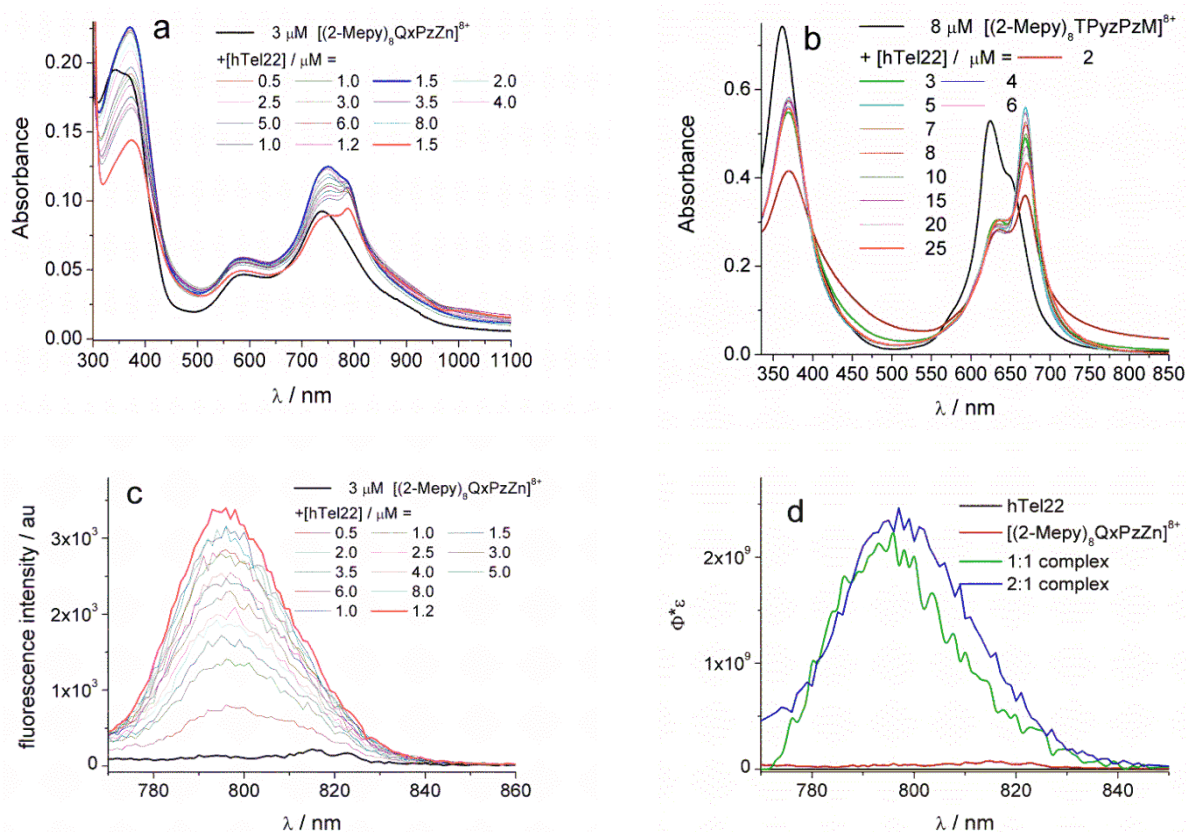 a
3 µM [(2-Mepy)8QxPzZn]8+
+[hTel22] / µM =
0.5 1.0 1.5 2.0
2.5 3.0 3.5 4.0
5.0 6.0 8.0
1.0 1.2 1.5
Absorbance
0.20
0.15
0.10
0.05
0.00
300 400 500 600 700 800 900 1000 1100
λ / nm
b
8 µM [(2-Mepy)8TPyzPzM]8+
+ [hTel22] / µM = 2
3 4
5 6
7
8
10
15
20
25
Absorbance
0.6
0.4
0.2
0.0
350 400 450 500 550 600 650 700 750 800 850
λ / nm
c
3 µM [(2-Mepy)8QxPzZn]8+
+[hTel22] / µM =
0.5 1.0 1.5
2.0 2.5 3.0
3.5 4.0 5.0
6.0 8.0
1.0 1.2
fluorescence intensity / au
3x10³
2x10³
1x10³
0
780 800 820 840 860
λ / nm
d
hTel22
[(2-Mepy)8QxPzZn]8+
1:1 complex
2:1 complex
Φ*ε
2x10⁹
1x10⁹
0
780 800 820 840
λ / nm